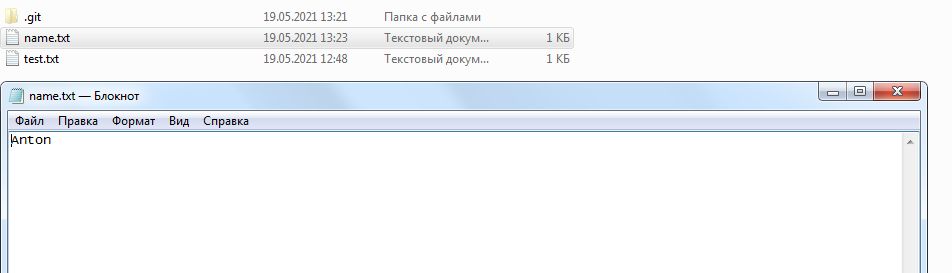 .git 19.05.2021 13:21 Папка с файлами
name.txt 19.05.2021 13:23 Текстовый докум... 1 КБ
test.txt 19.05.2021 12:48 Текстовый докум... 1 КБ
name.txt — Блокнот
Файл Правка Формат Вид Справка
Anton